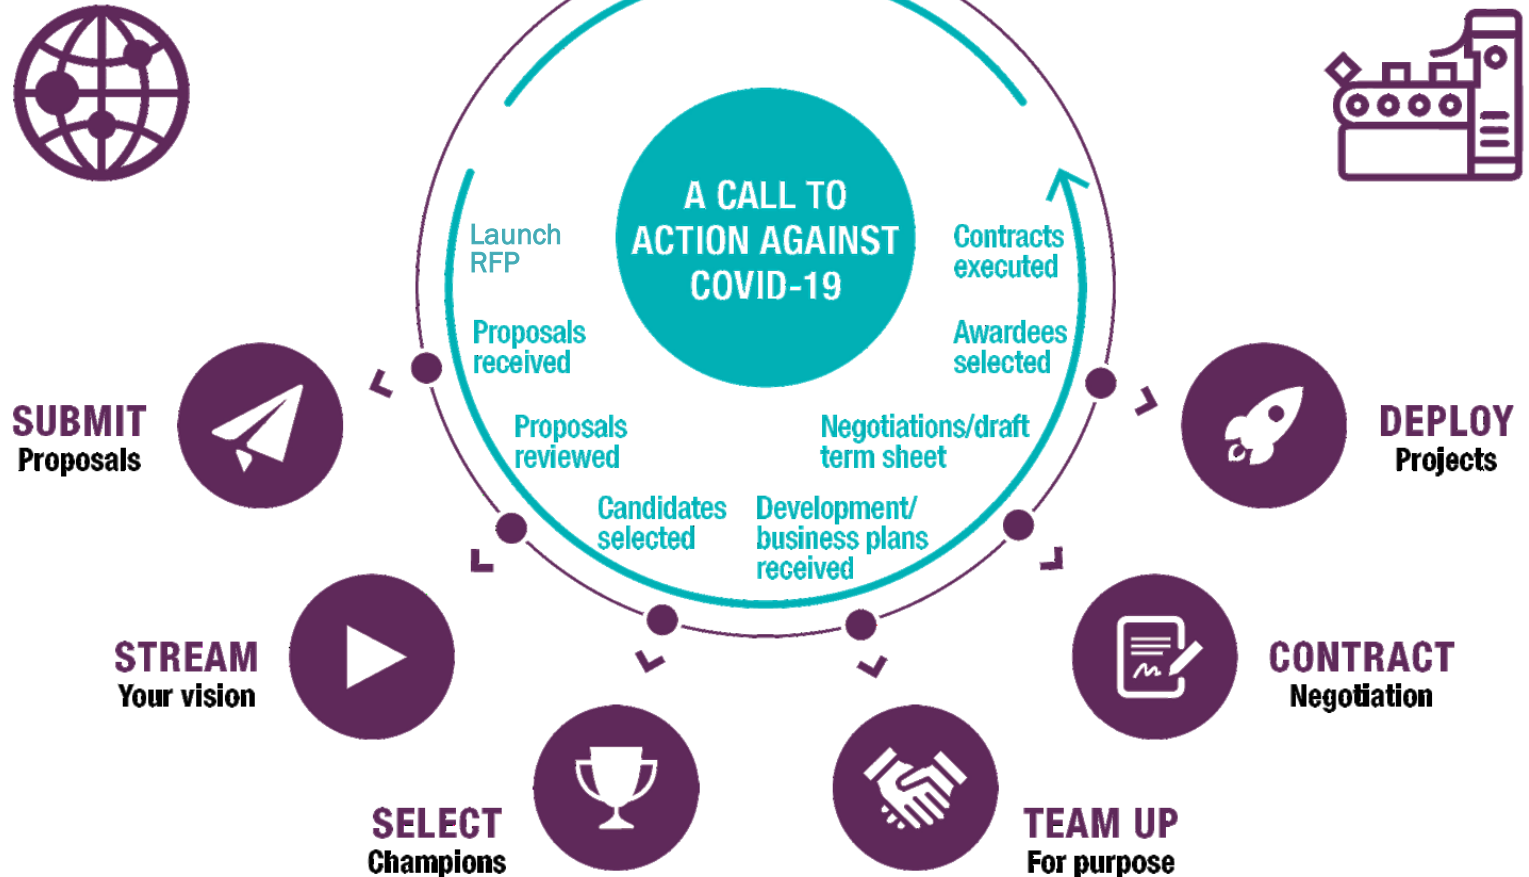 A CALL TO
ACTION AGAINST
COVID-19
Launch
RFP
Proposals
received
Proposals
reviewed
Candidates
selected
Development/
business plans
received
Negotiations/draft
term sheet
Awardees
selected
Contracts
executed
SUBMIT
Proposals
STREAM
Your vision
SELECT
Champions
TEAM UP
For purpose
CONTRACT
Negotiation
DEPLOY
Projects